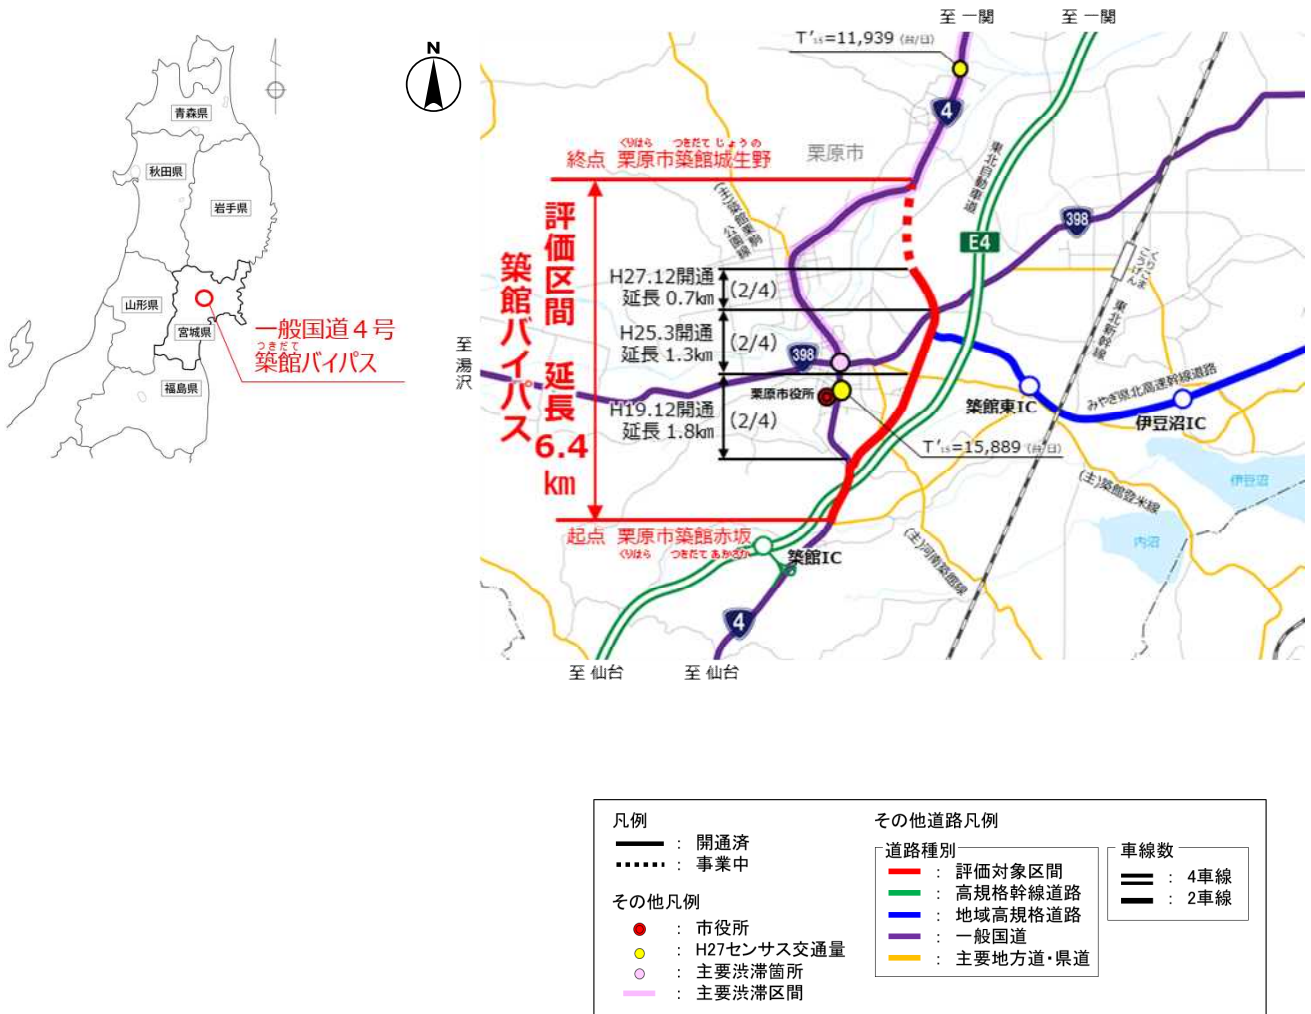 青森県
秋田県
岩手県
山形県
宮城県
福島県
一般国道４号
つきだて
築館バイパス
N
至 一関
至 一関
T'₁₅=11,939 (台/日)
4
くりはら つきだて じょうの
終点 栗原市築館城生野
栗原市
東北自動車道
(主)築館栗駒
公園線
398
E4
くりこま
こうげん
東北新幹線
評価区間 延長 6.4 km
築館バイパス
H27.12開通
延長 0.7km
(2/4)
H25.3開通
延長 1.3km
(2/4)
398
至 湯沢
栗原市役所
H19.12開通
延長 1.8km
(2/4)
築館東IC
みやぎ県北高速幹線道路
伊豆沼IC
T'₁₅=15,889 (台/日)
(主)築館登米線
伊豆沼
内沼
(主)河南築館線
起点 栗原市築館赤坂
くりはら つきだて あかさか
築館IC
4
至 仙台
至 仙台
凡例
： 開通済
： 事業中
その他凡例
： 市役所
： H27センサス交通量
： 主要渋滞箇所
： 主要渋滞区間
その他道路凡例
道路種別
： 評価対象区間
： 高規格幹線道路
： 地域高規格道路
： 一般国道
： 主要地方道・県道
車線数
： 4車線
： 2車線